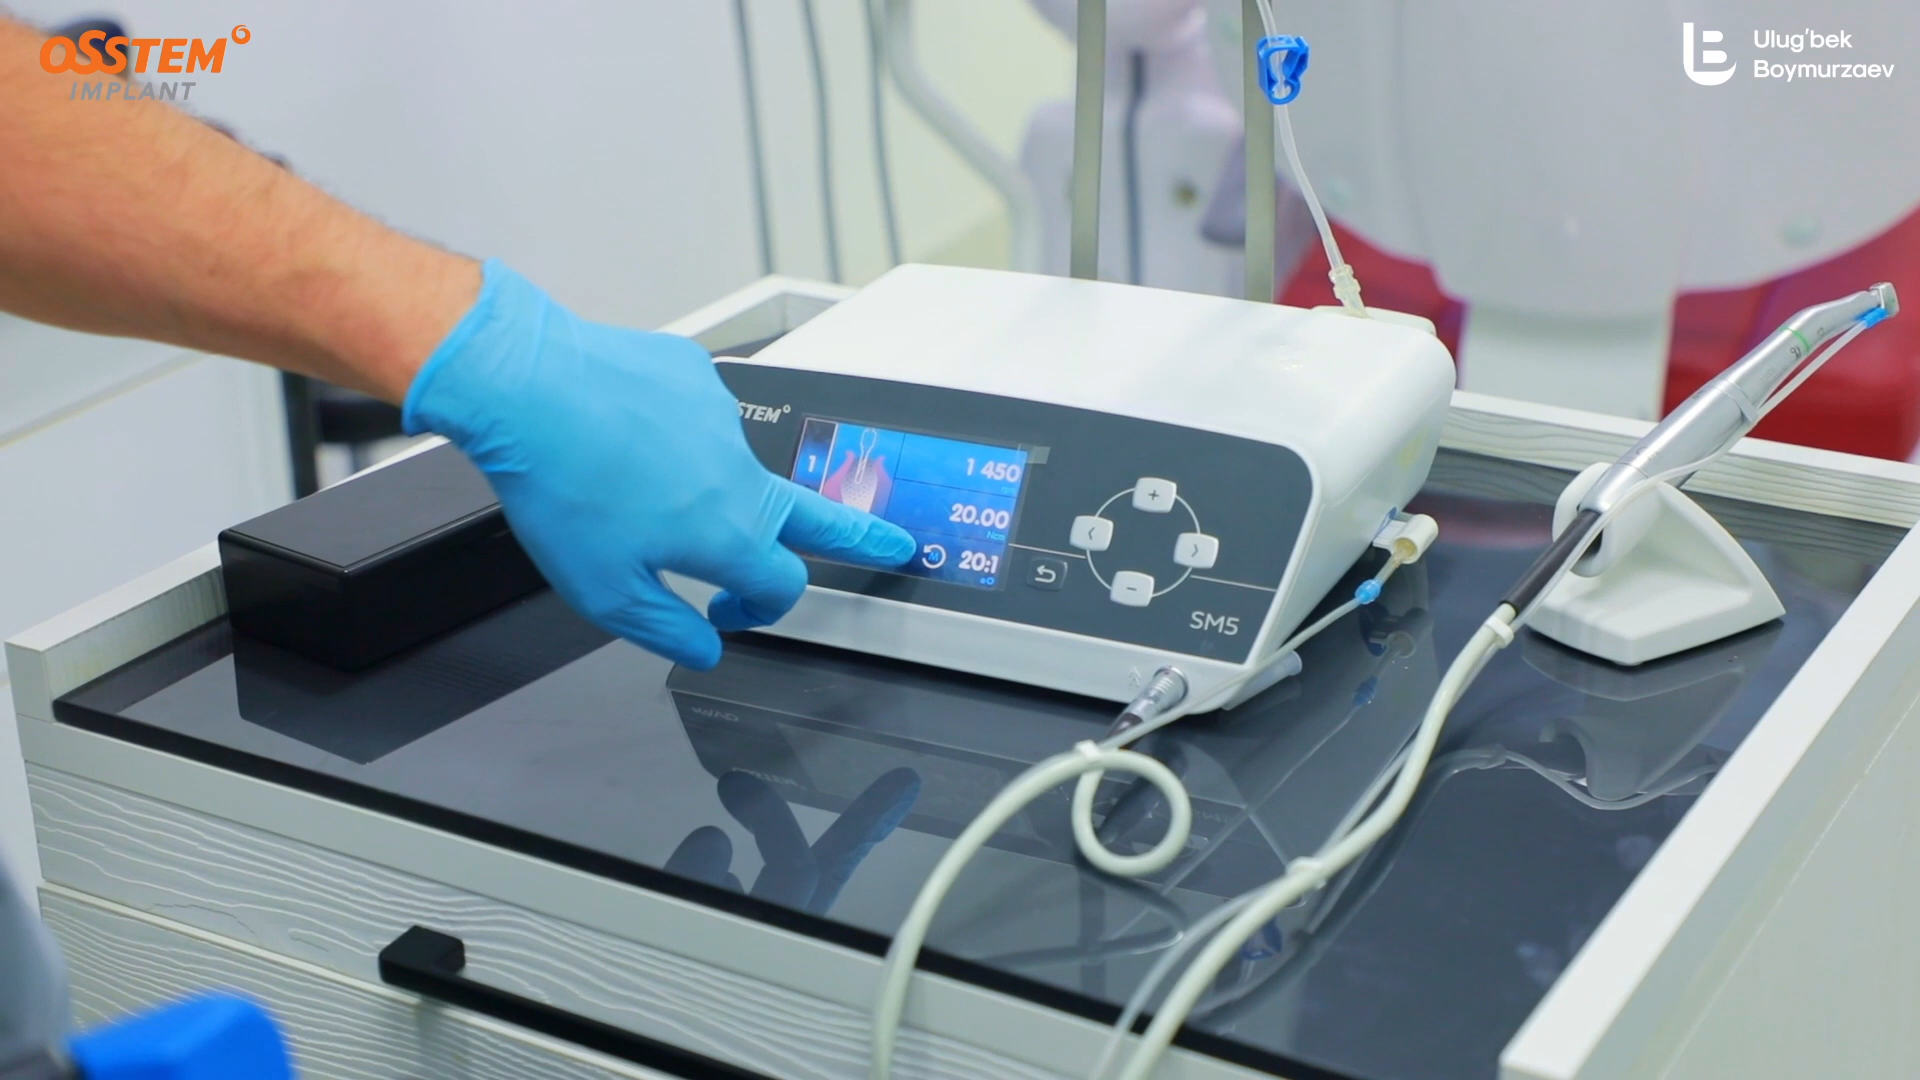 OSSTEM
IMPLANT
Ulug'bek
Boymurzaev
STEM
1
1 450
20.00
Ncm
M
20:1
SM5